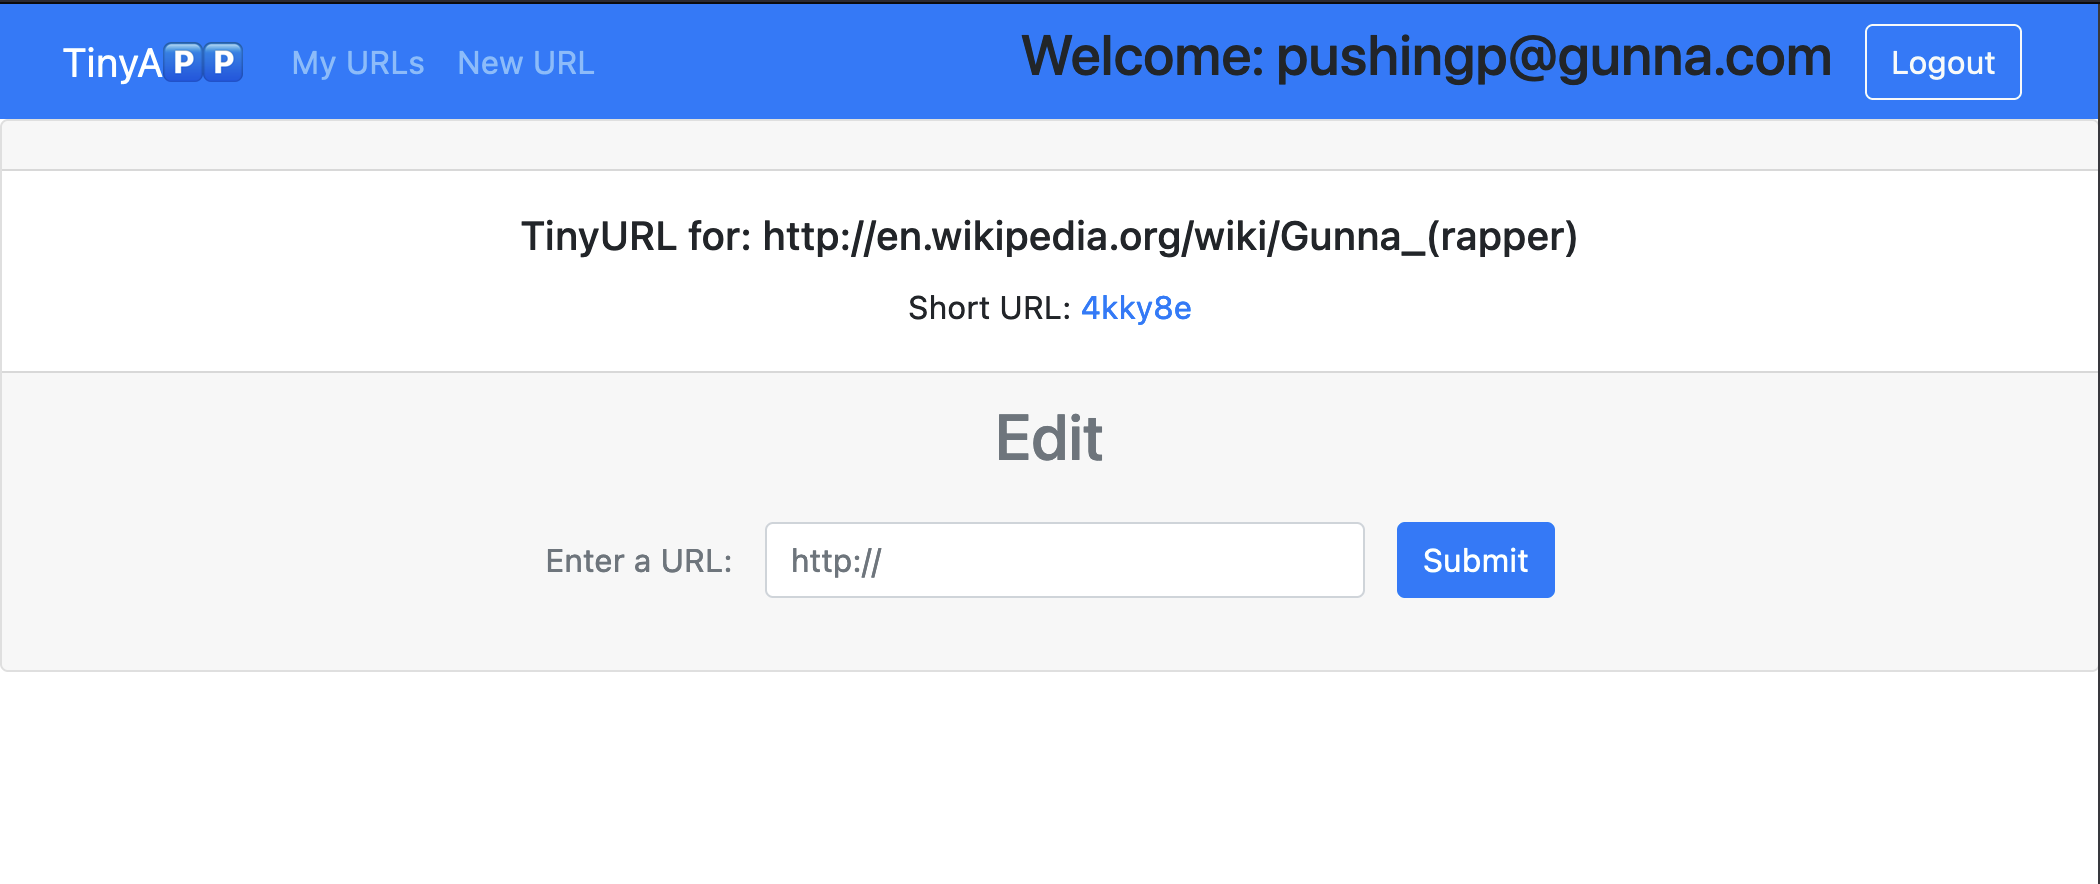 TinyA🅿️🅿️ My URLs New URL Welcome: pushingp@gunna.com Logout
TinyURL for: http://en.wikipedia.org/wiki/Gunna_(rapper)
Short URL: 4kky8e
Edit
Enter a URL: http:// Submit